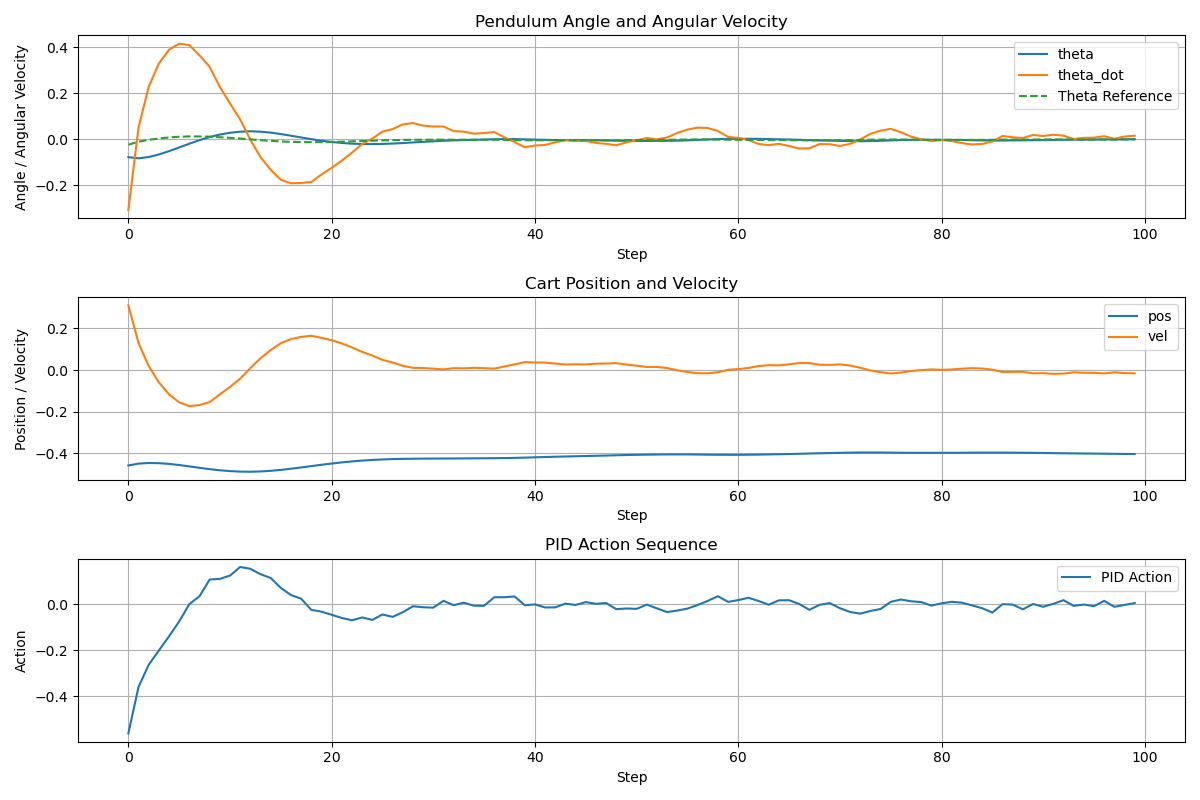 Pendulum Angle and Angular Velocity
Angle / Angular Velocity
0.4
0.2
0.0
−0.2
theta
theta_dot
Theta Reference
0 20 40 60 80 100
Step
Cart Position and Velocity
Position / Velocity
0.2
0.0
−0.2
−0.4
pos
vel
0 20 40 60 80 100
Step
PID Action Sequence
Action
0.0
−0.2
−0.4
PID Action
0 20 40 60 80 100
Step